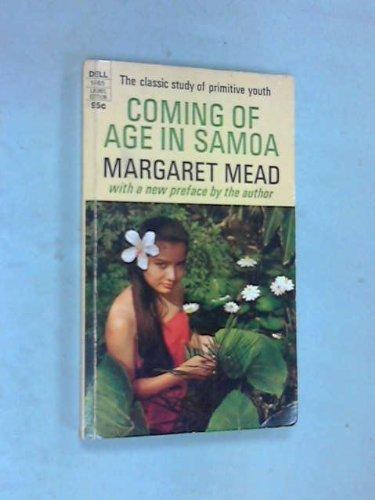 DELL
LAUREL
EDITION
95c
The classic study of primitive youth
COMING OF
AGE IN SAMOA
MARGARET MEAD
with a new preface by the author